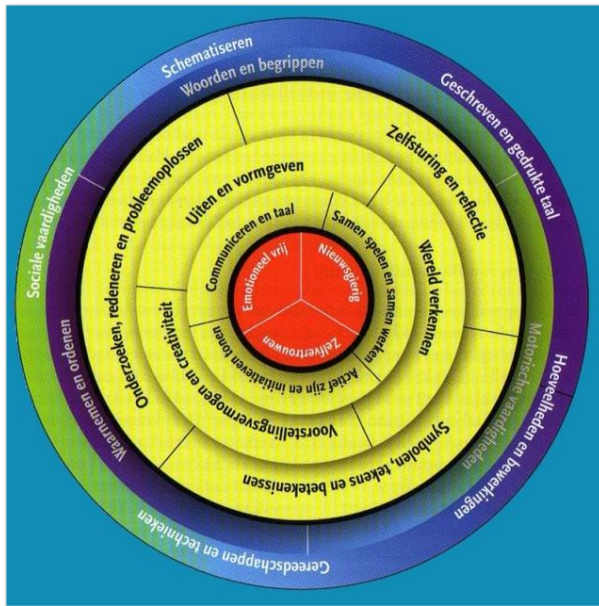 Schematiseren
Woorden en begrippen
Geschreven en gedrukte taal
Sociale vaardigheden
Hoeveelheden en bewerkingen
Motorische vaardigheden
Waarnemen en ordenen
Gereedschappen en technieken
Onderzoeken, redeneren en probleemoplossen
Zelfsturing en reflectie
Symbolen, tekens en betekenissen
Uiten en vormgeven
Wereld verkennen
Voorstellingsvermogen en creativiteit
Communiceren en taal
Samen spelen en samen werken
Actief zijn en initiatieven tonen
Emotioneel vrij
Nieuwsgierig
Zelfvertrouwen